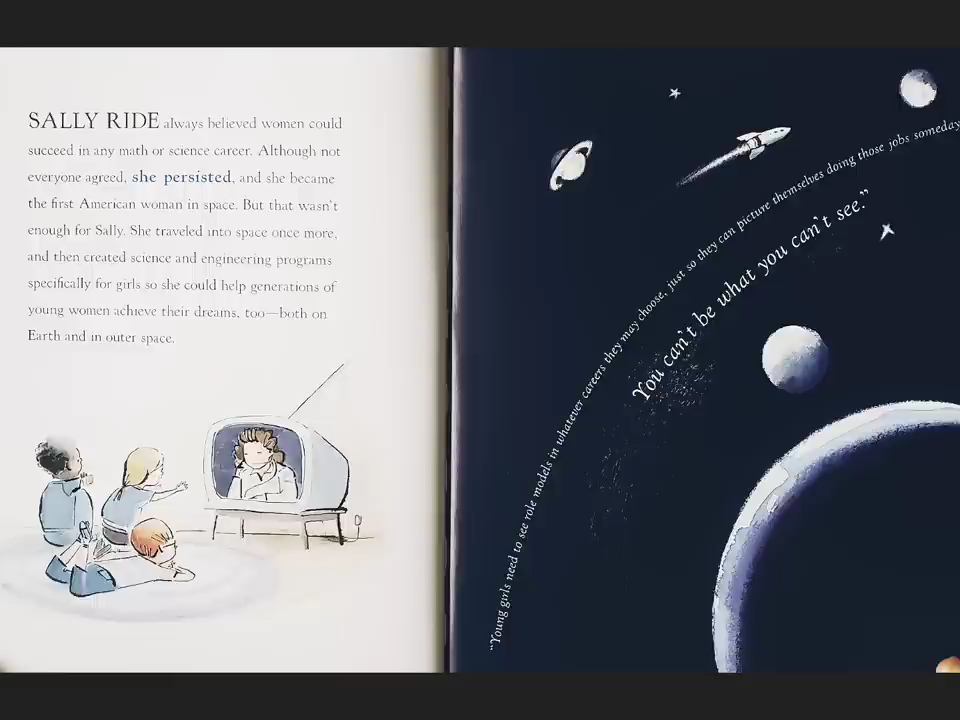 SALLY RIDE always believed women could
succeed in any math or science career. Although not
everyone agreed, she persisted, and she became
the first American woman in space. But that wasn't
enough for Sally. She traveled into space once more,
and then created science and engineering programs
specifically for girls so she could help generations of
young women achieve their dreams, too—both on
Earth and in outer space.
"Young girls need to see role models in whatever careers they may choose, just so they can picture themselves doing those jobs someday
You can't be what you can't see."